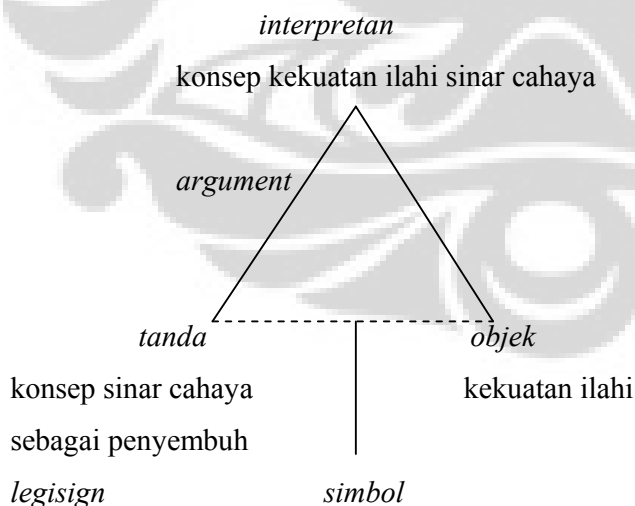 interpretan
konsep kekuatan ilahi sinar cahaya
argument
tanda objek
konsep sinar cahaya kekuatan ilahi
sebagai penyembuh
legisign simbol